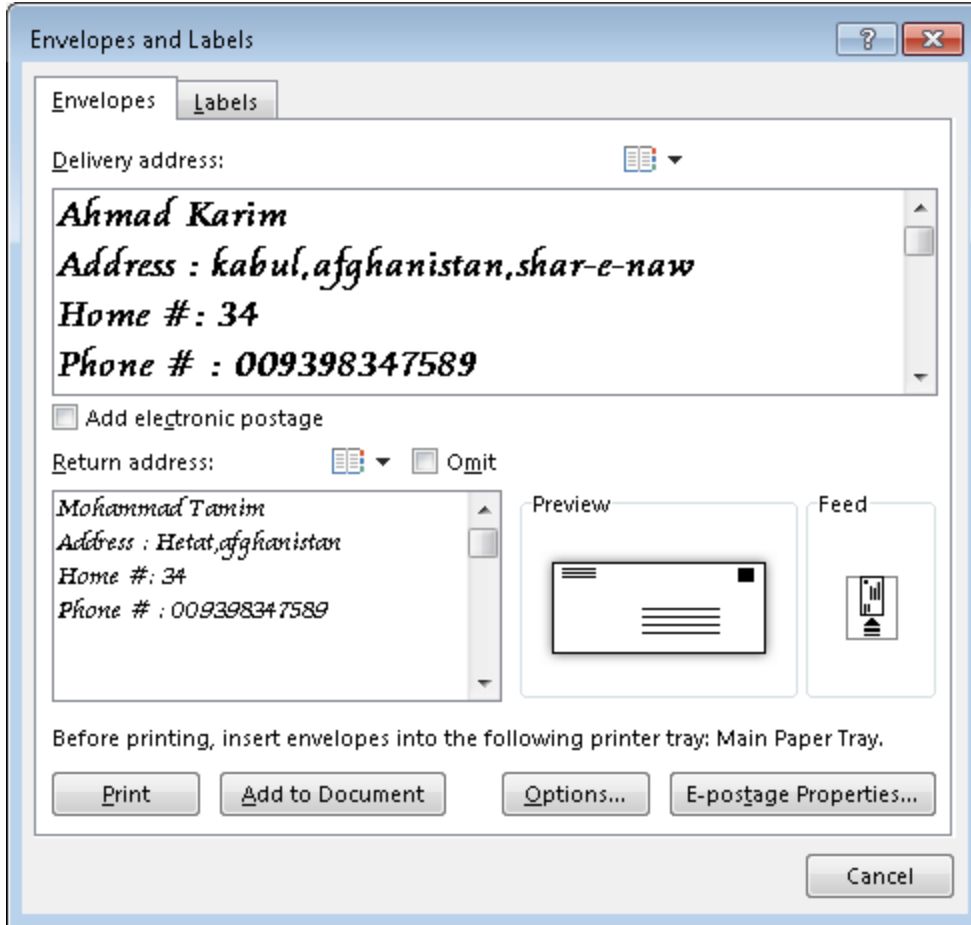 Envelopes and Labels
Envelopes
Labels
Delivery address:
Ahmad Karim
Address : kabul,afghanistan,shar-e-naw
Home #: 34
Phone # : 009398347589
Add electronic postage
Return address:
Omit
Mohammad Tamim
Address : Hetat,afghanistan
Home #: 34
Phone # : 009398347589
Preview
Feed
Before printing, insert envelopes into the following printer tray: Main Paper Tray.
Print
Add to Document
Options...
E-postage Properties...
Cancel